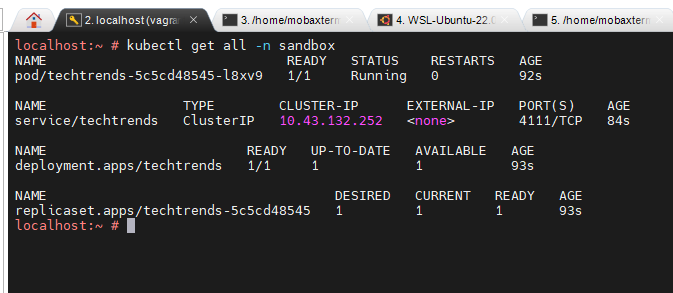 2. localhost (vagra
3. /home/mobaxterm
4. WSL-Ubuntu-22.0
5. /home/mobaxterm
localhost:~ # kubectl get all -n sandbox
NAME READY STATUS RESTARTS AGE
pod/techtrends-5c5cd48545-l8xv9 1/1 Running 0 92s
NAME TYPE CLUSTER-IP EXTERNAL-IP PORT(S) AGE
service/techtrends ClusterIP 10.43.132.252 <none> 4111/TCP 84s
NAME READY UP-TO-DATE AVAILABLE AGE
deployment.apps/techtrends 1/1 1 1 93s
NAME DESIRED CURRENT READY AGE
replicaset.apps/techtrends-5c5cd48545 1 1 1 93s
localhost:~ #